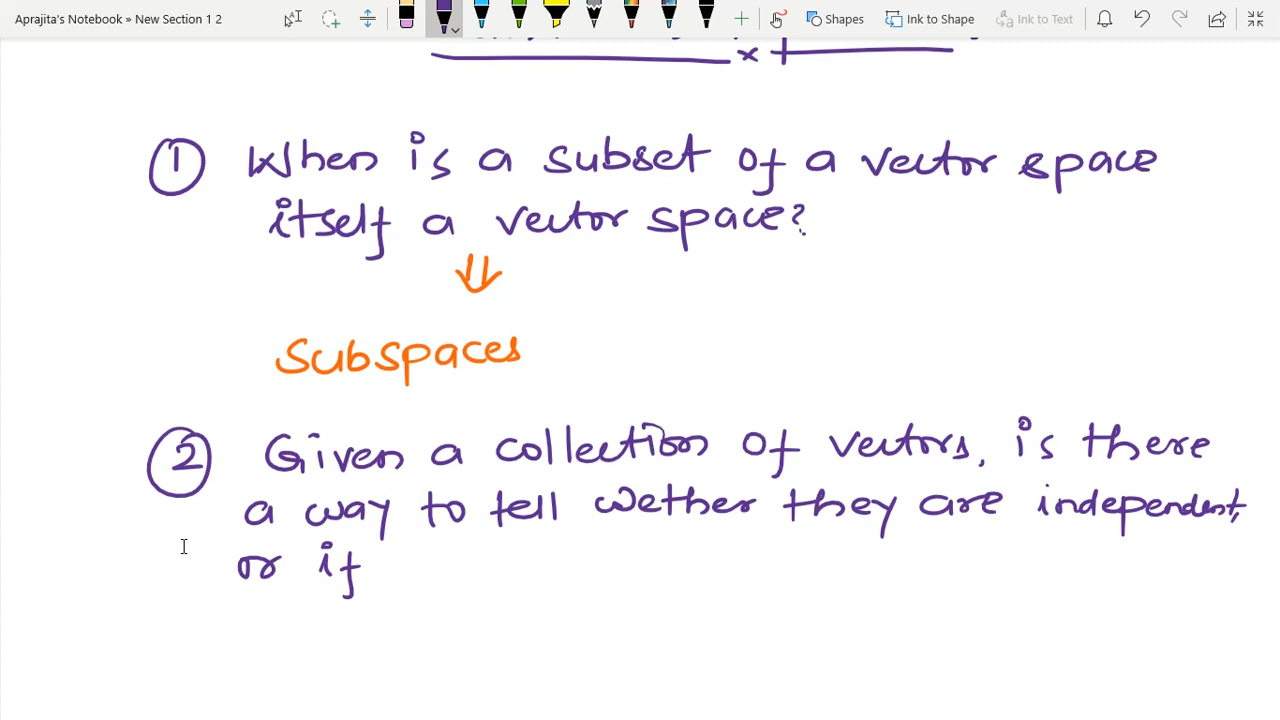 Aprajita's Notebook » New Section 1 2
Shapes
Ink to Shape
Ink to Text
① When is a subset of a vector space
itself a vector space?
⇓
Subspaces
② Given a collection of vectors, is there
a way to tell wether they are independent,
or if